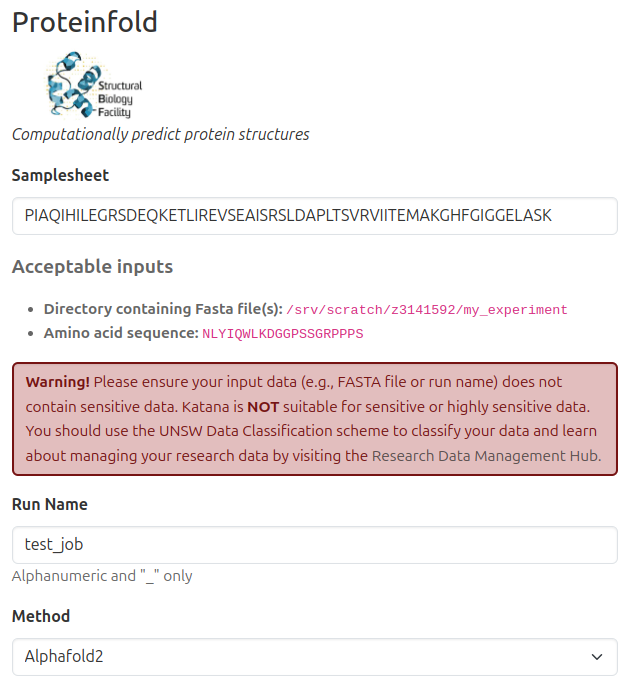 Proteinfold
Structural
Biology
Facility
Computationally predict protein structures
Samplesheet
PIAQIHILEGRSDEQKETLIREVSEAISRSLDAPLTSVRVIITEMAKGHFGIGGELASK
Acceptable inputs
• Directory containing Fasta file(s): /srv/scratch/z3141592/my_experiment
• Amino acid sequence: NLYIQWLKDGGPSSGRPPPS
Warning! Please ensure your input data (e.g., FASTA file or run name) does not
contain sensitive data. Katana is NOT suitable for sensitive or highly sensitive data.
You should use the UNSW Data Classification scheme to classify your data and learn
about managing your research data by visiting the Research Data Management Hub.
Run Name
test_job
Alphanumeric and "_" only
Method
Alphafold2